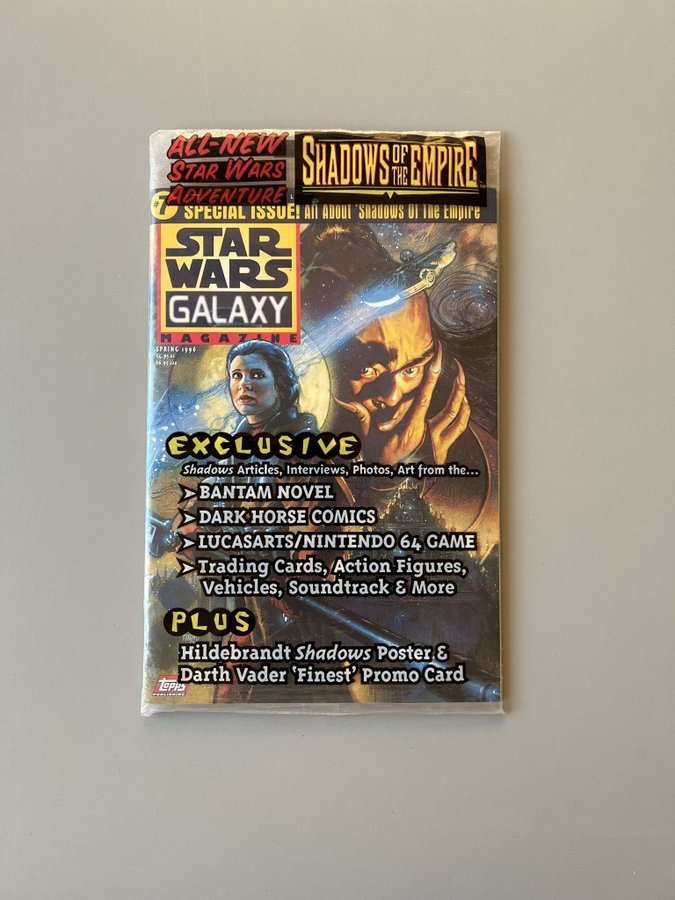 ALL-NEW
STAR WARS
ADVENTURE
SHADOWS OF THE EMPIRE
#7 SPECIAL ISSUE! All About 'Shadows Of The Empire'
STAR
WARS
GALAXY
MAGAZINE
SPRING 1996
EXCLUSIVE
Shadows Articles, Interviews, Photos, Art from the...
➤ BANTAM NOVEL
➤ DARK HORSE COMICS
➤ LUCASARTS/NINTENDO 64 GAME
➤ Trading Cards, Action Figures,
Vehicles, Soundtrack & More
PLUS
Hildebrandt Shadows Poster &
Darth Vader 'Finest' Promo Card
Topps
PUBLISHING